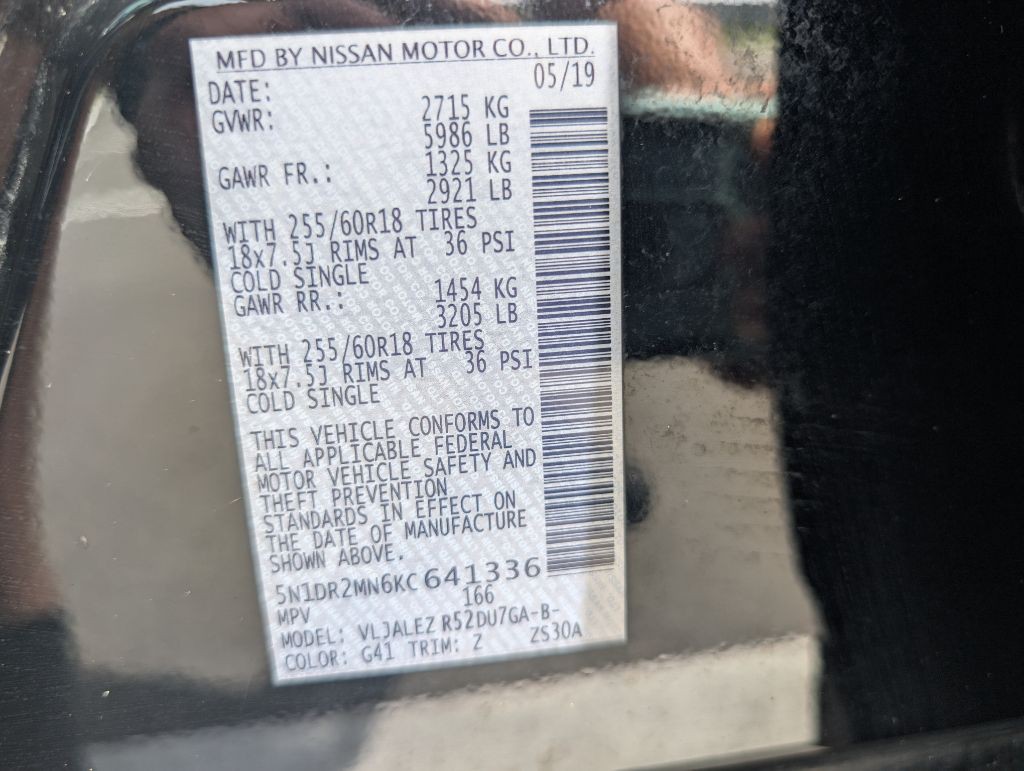 MFD BY NISSAN MOTOR CO., LTD.
DATE: 05/19
GVWR: 2715 KG
5986 LB
GAWR FR.: 1325 KG
2921 LB
WITH 255/60R18 TIRES
18x7.5J RIMS AT 36 PSI
COLD SINGLE
GAWR RR.: 1454 KG
3205 LB
WITH 255/60R18 TIRES
18x7.5J RIMS AT 36 PSI
COLD SINGLE
THIS VEHICLE CONFORMS TO
ALL APPLICABLE FEDERAL
MOTOR VEHICLE SAFETY AND
THEFT PREVENTION
STANDARDS IN EFFECT ON
THE DATE OF MANUFACTURE
SHOWN ABOVE.
5N1DR2MN6KC641336
MPV 166
MODEL: VLJALEZ R52DU7GA-B-
COLOR: G41 TRIM: Z ZS30A